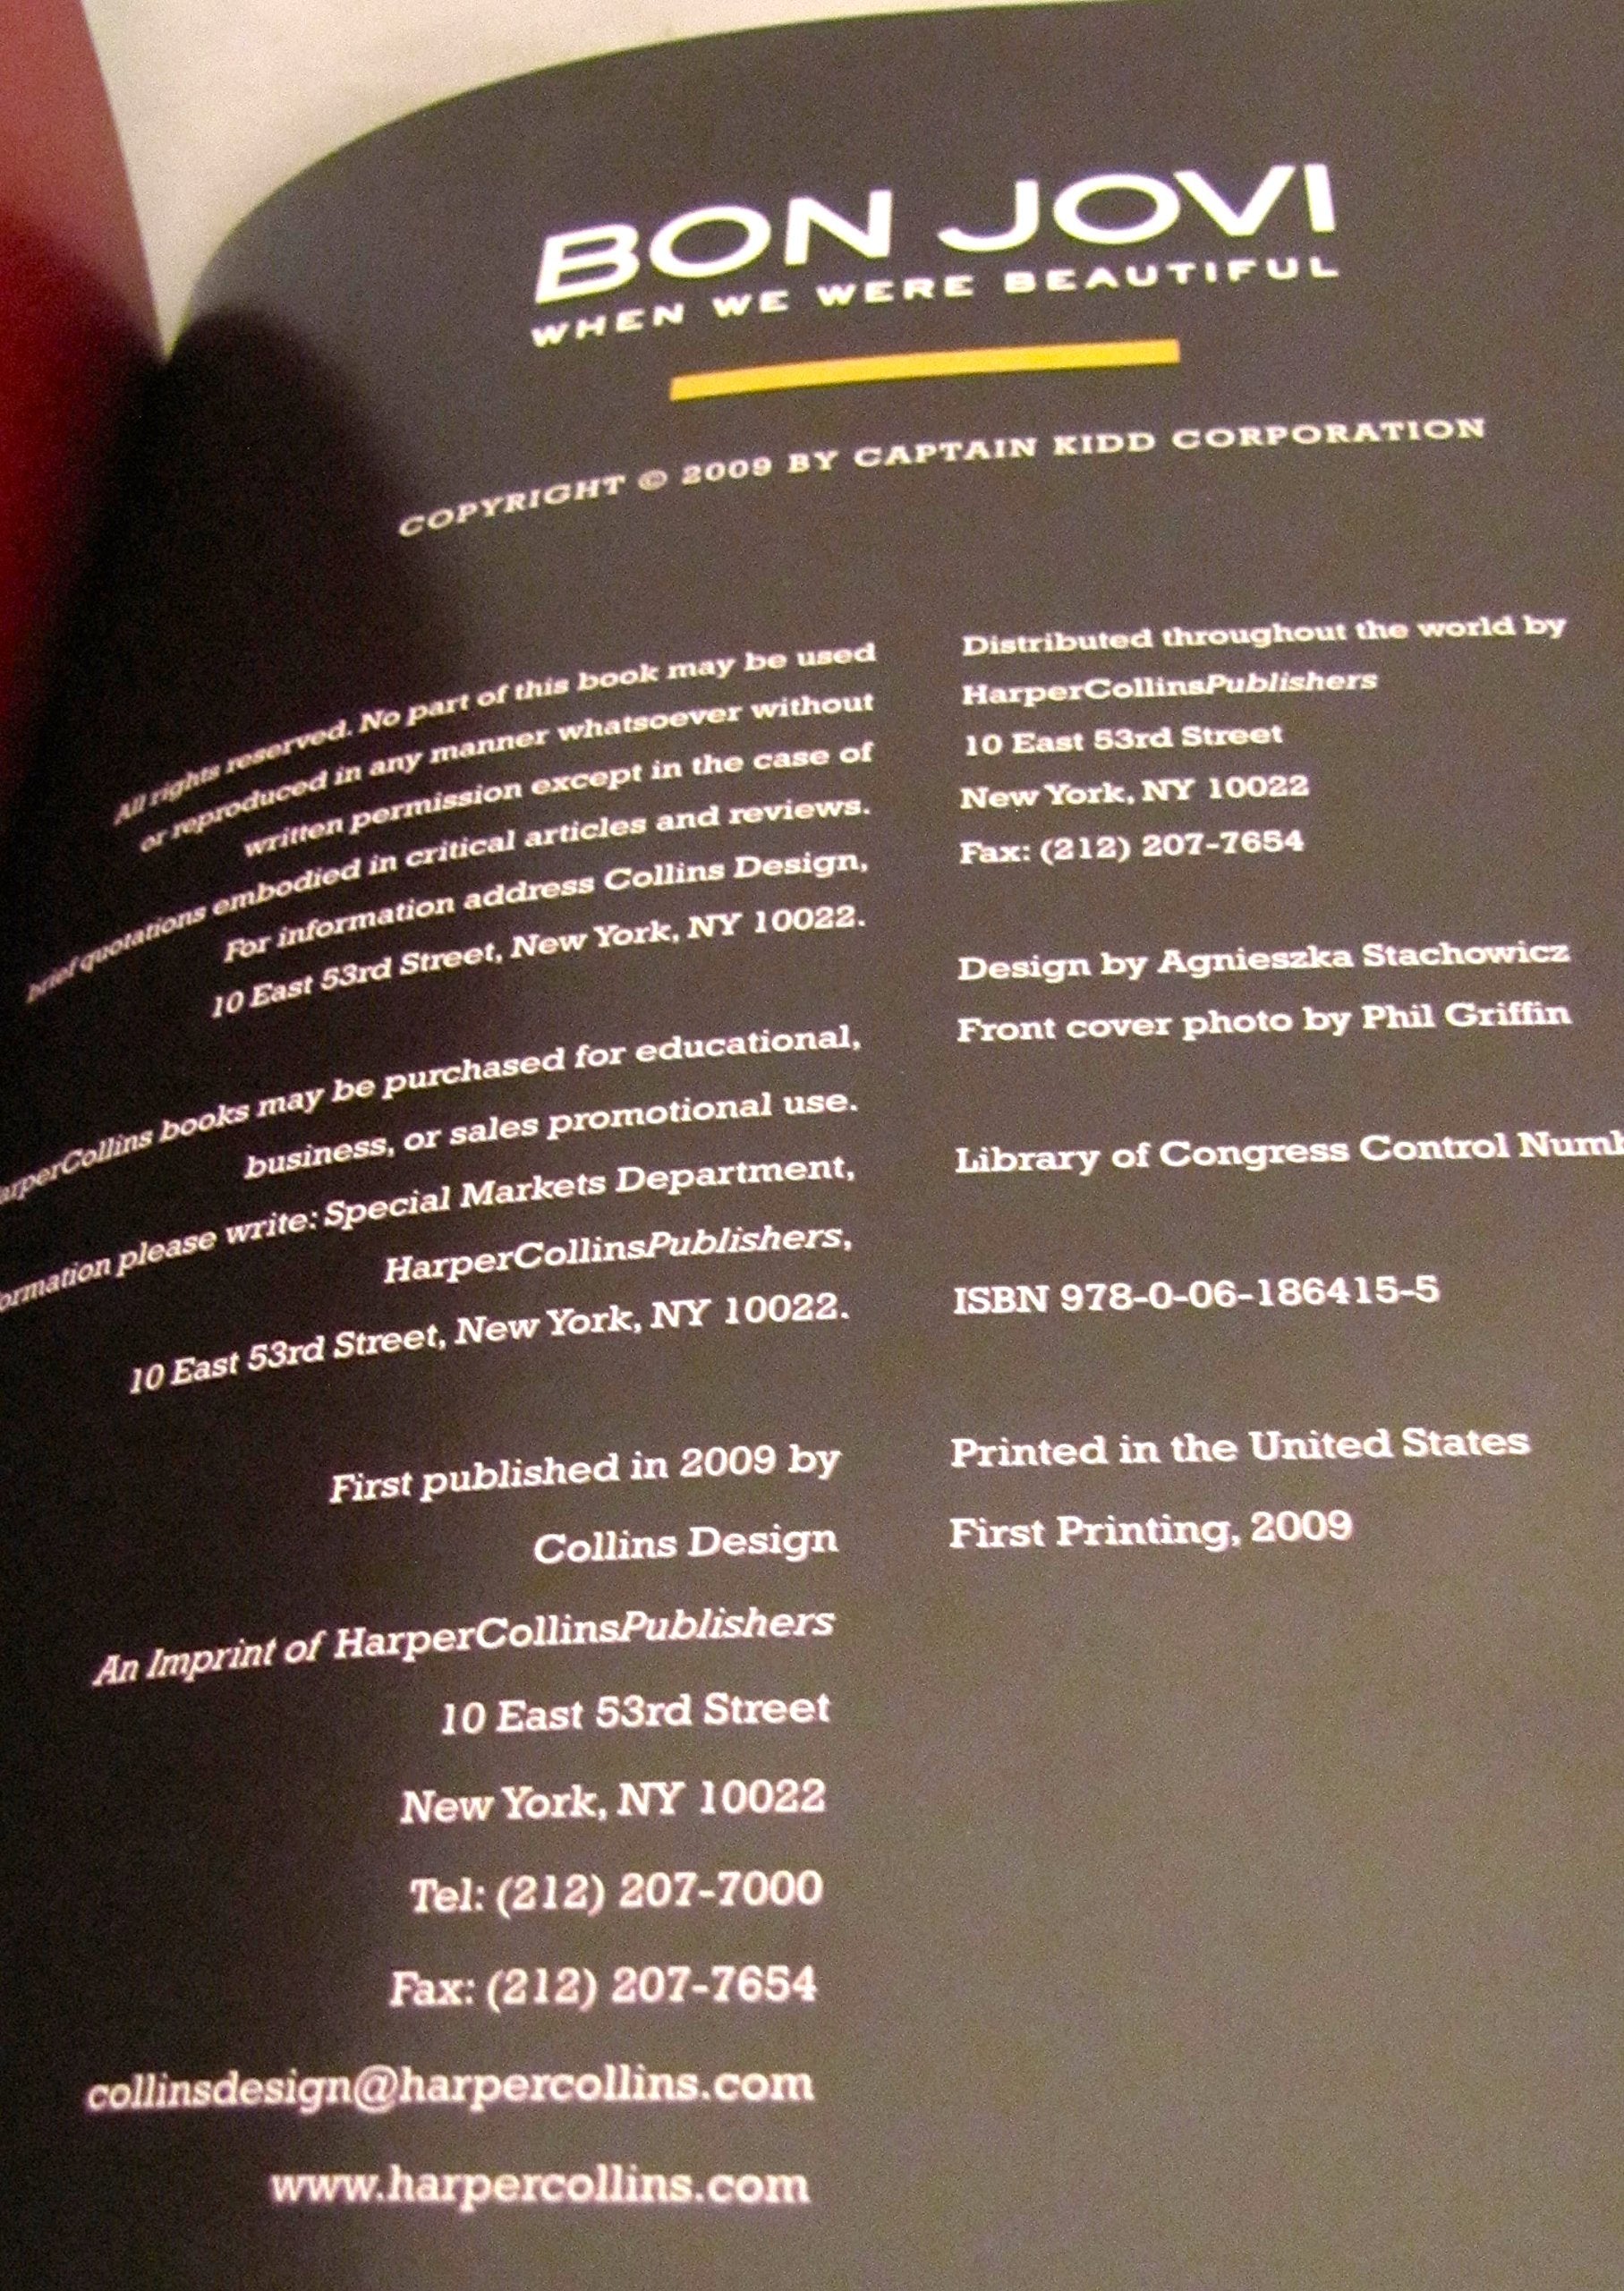 BON JOVI
WHEN WE WERE BEAUTIFUL
COPYRIGHT © 2009 BY CAPTAIN KIDD CORPORATION
All rights reserved. No part of this book may be used
or reproduced in any manner whatsoever without
written permission except in the case of
brief quotations embodied in critical articles and reviews.
For information address Collins Design,
10 East 53rd Street, New York, NY 10022.
books may be purchased for educational,
business, or sales promotional use.
please write: Special Markets Department,
HarperCollinsPublishers,
10 East 53rd Street, New York, NY 10022.
First published in 2009 by
Collins Design
An Imprint of HarperCollinsPublishers
10 East 53rd Street
New York, NY 10022
Tel: (212) 207-7000
Fax: (212) 207-7654
collinsdesign@harpercollins.com
www.harpercollins.com
Distributed throughout the world by
HarperCollinsPublishers
10 East 53rd Street
New York, NY 10022
Fax: (212) 207-7654
Design by Agnieszka Stachowicz
Front cover photo by Phil Griffin
Library of Congress Control
ISBN 978-0-06-186415-5
Printed in the United States
First Printing, 2009